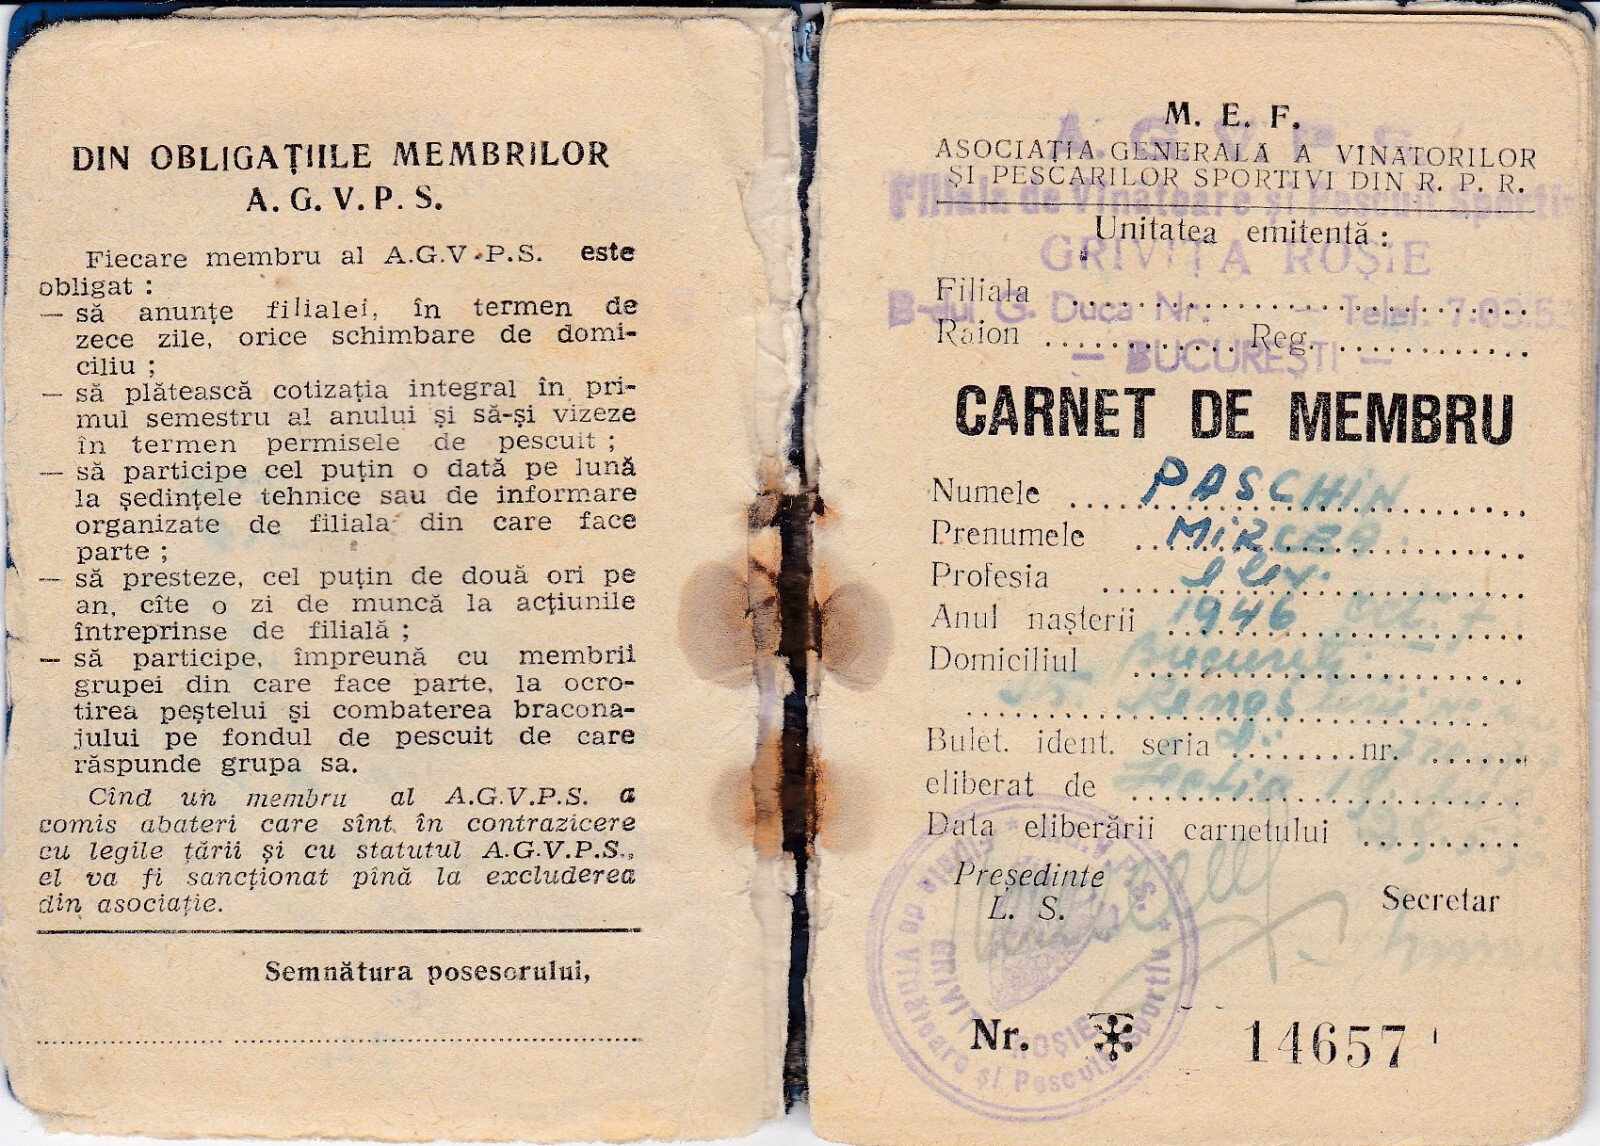 DIN OBLIGAȚIILE MEMBRILOR
A. G. V. P. S.
Fiecare membru al A.G.V.P.S. este
obligat :
— să anunțe filialei, în termen de
zece zile, orice schimbare de domi-
ciliu ;
— să plătească cotizația integral în pri-
mul semestru al anului și să-și vizeze
în termen permisele de pescuit ;
— să participe cel puțin o dată pe lună
la ședințele tehnice sau de informare
organizate de filiala din care face
parte ;
— să presteze, cel puțin de două ori pe
an, cîte o zi de muncă la acțiunile
întreprinse de filială ;
— să participe, împreună cu membrii
grupei din care face parte, la ocro-
tirea peștelui și combaterea bracona-
jului pe fondul de pescuit de care
răspunde grupa sa.
Cînd un membru al A.G.V.P.S. a
comis abateri care sînt în contrazicere
cu legile țării și cu statutul A.G.V.P.S.,
el va fi sancționat pînă la excluderea
din asociație.
Semnătura posesorului,
M. E. F.
A. G. V. P. S.
ASOCIAȚIA GENERALĂ A VINĂTORILOR
ȘI PESCARILOR SPORTIVI DIN R. P. R.
Filiala de Vînătoare și Pescuit Sportiv
Unitatea emitentă :
GRIVIȚA ROȘIE
Filiala
B-dul G. Duca Nr. — Telef. 7.03.53
Raion Reg.
— BUCUREȘTI —
CARNET DE MEMBRU
Numele PASCHIN
Prenumele MIRCEA
Profesia
Anul nașterii 1946 Oct. 7
Domiciliul București
Bulet. ident. seria nr.
eliberat de
Data eliberării carnetului
Președinte
L. S.
Secretar
Nr. 14657